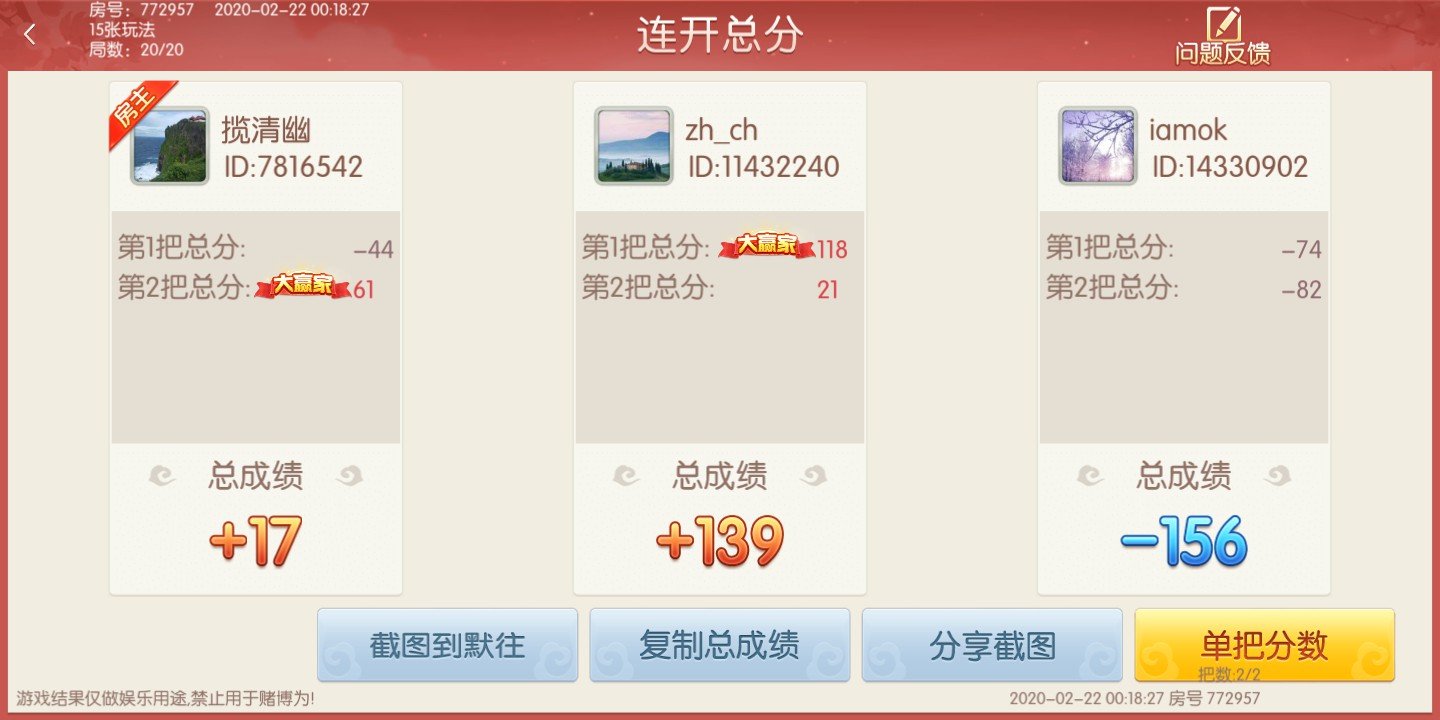 房号：772957 2020-02-22 00:18:27
15张玩法
局数：20/20
连开总分
问题反馈
房主
揽清幽
ID:7816542
第1把总分: -44
第2把总分: 大赢家 61
总成绩
+17
zh_ch
ID:11432240
第1把总分: 大赢家 118
第2把总分: 21
总成绩
+139
iamok
ID:14330902
第1把总分: -74
第2把总分: -82
总成绩
-156
截图到默往
复制总成绩
分享截图
单把分数
把数:2/2
游戏结果仅做娱乐用途,禁止用于赌博为!
2020-02-22 00:18:27 房号 772957